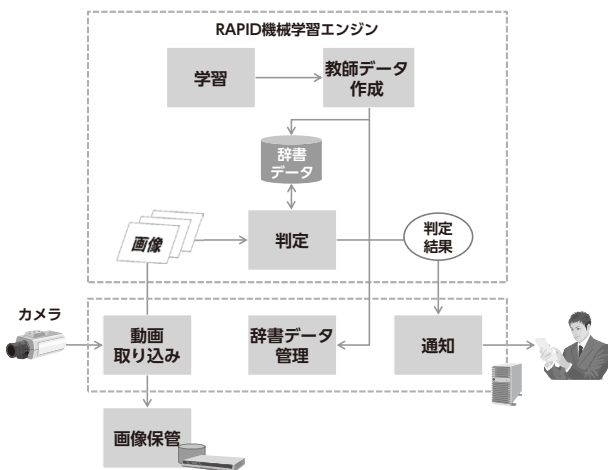 RAPID機械学習エンジン
学習
教師データ
作成
辞書
データ
画像
判定
判定
結果
カメラ
動画
取り込み
辞書データ
管理
通知
画像保管